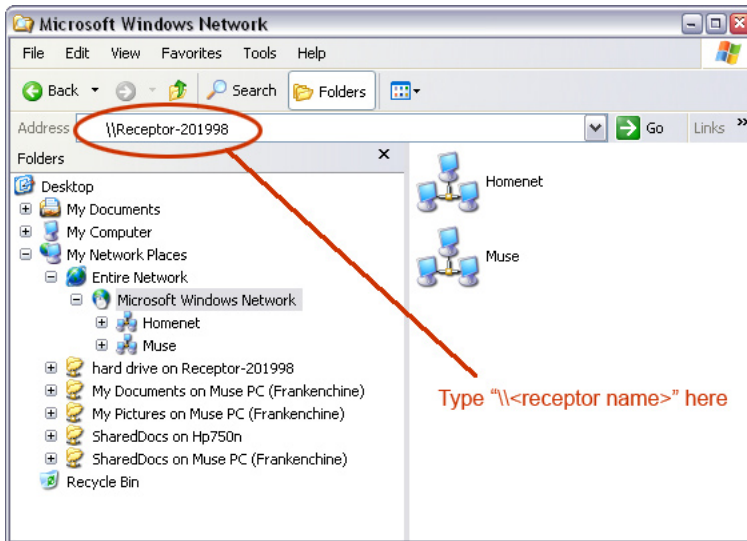 Microsoft Windows Network
File Edit View Favorites Tools Help
Back Search Folders
Address \\Receptor-201998 Go Links »
Folders x
Desktop
My Documents
My Computer
My Network Places
Entire Network
Microsoft Windows Network
Homenet
Muse
hard drive on Receptor-201998
My Documents on Muse PC (Frankenchine)
My Pictures on Muse PC (Frankenchine)
SharedDocs on Hp750n
SharedDocs on Muse PC (Frankenchine)
Recycle Bin
Homenet
Muse
Type “\\<receptor name>” here